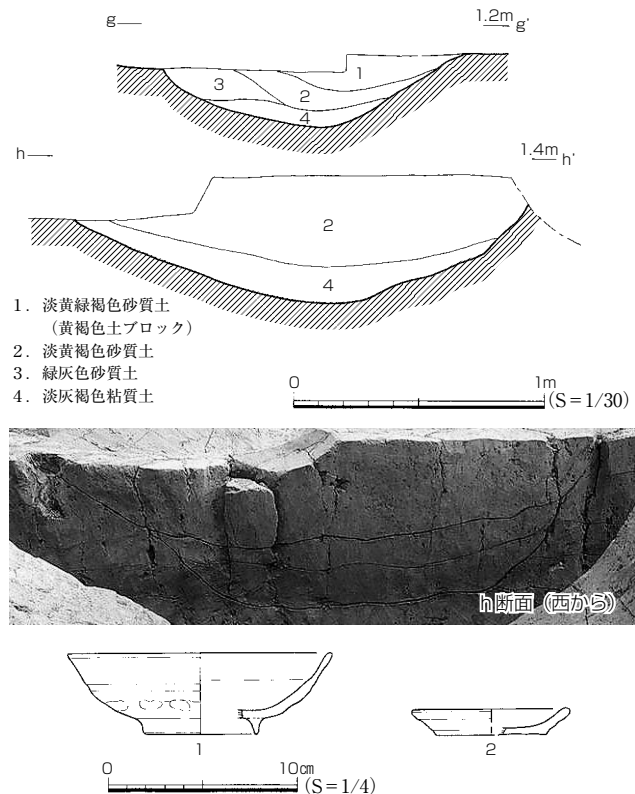 g
1.2m
g'
3
2
1
4
h
1.4m
h'
2
4
1. 淡黄緑褐色砂質土
(黄褐色土ブロック)
2. 淡黄褐色砂質土
3. 緑灰色砂質土
4. 淡灰褐色粘質土
0 1m (S=1/30)
h断面(西から)
1
2
0 10㎝ (S=1/4)